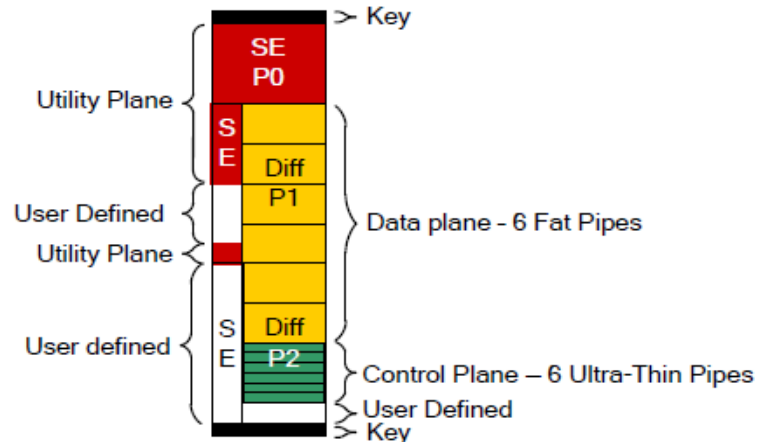 Key
SE
P0
Utility Plane
S
E
Diff
P1
User Defined
Data plane - 6 Fat Pipes
Utility Plane
S
E
Diff
User defined
P2
Control Plane – 6 Ultra-Thin Pipes
User Defined
Key